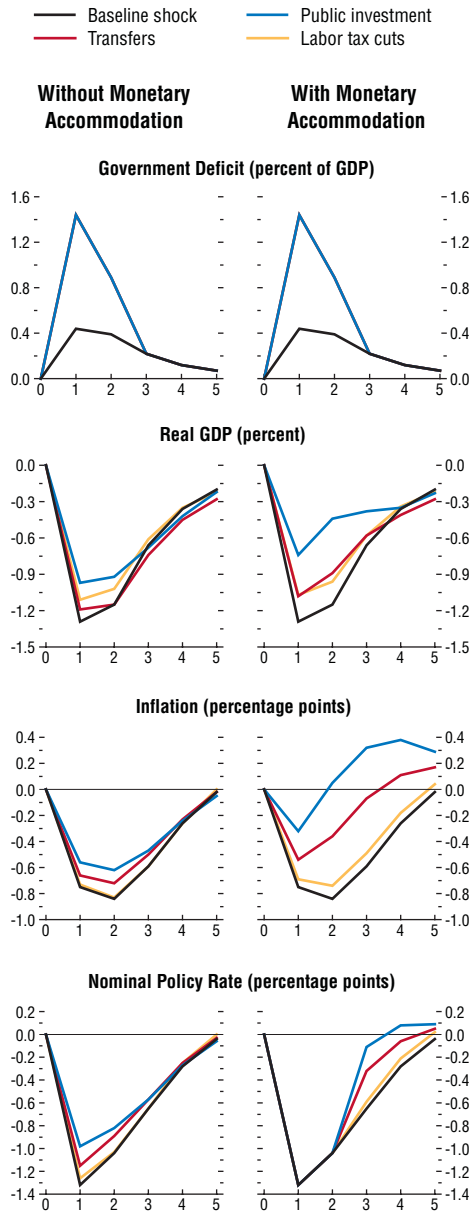 Baseline shock Public investment
Transfers Labor tax cuts
Without Monetary With Monetary
Accommodation Accommodation
Government Deficit (percent of GDP)
1.6 1.6
1.2 1.2
0.8 0.8
0.4 0.4
0.0 0.0
0 1 2 3 4 5 0 1 2 3 4 5
Real GDP (percent)
0.0 0.0
-0.3 -0.3
-0.6 -0.6
-0.9 -0.9
-1.2 -1.2
-1.5 -1.5
0 1 2 3 4 5 0 1 2 3 4 5
Inflation (percentage points)
0.4 0.4
0.2 0.2
0.0 0.0
-0.2 -0.2
-0.4 -0.4
-0.6 -0.6
-0.8 -0.8
-1.0 -1.0
0 1 2 3 4 5 0 1 2 3 4 5
Nominal Policy Rate (percentage points)
0.2 0.2
0.0 0.0
-0.2 -0.2
-0.4 -0.4
-0.6 -0.6
-0.8 -0.8
-1.0 -1.0
-1.2 -1.2
-1.4 -1.4
0 1 2 3 4 5 0 1 2 3 4 5